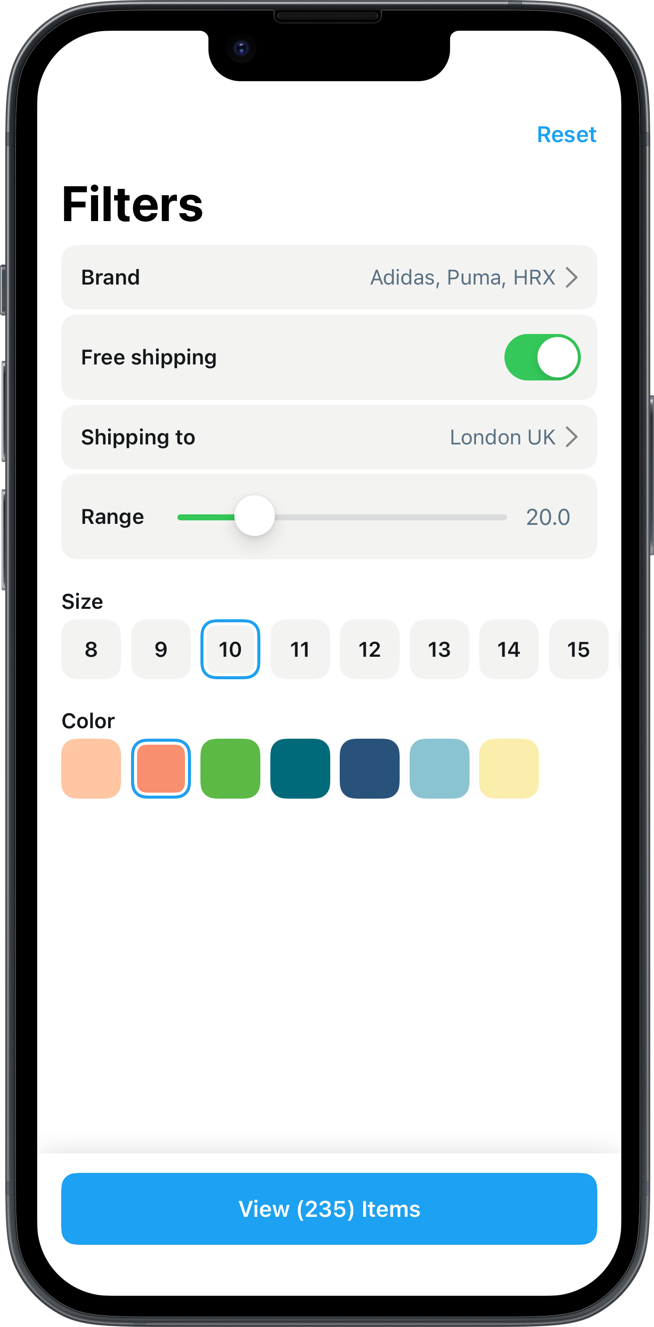 Reset
Filters
Brand Adidas, Puma, HRX
Free shipping
Shipping to London UK
Range 20.0
Size
8 9 10 11 12 13 14 15
Color
View (235) Items